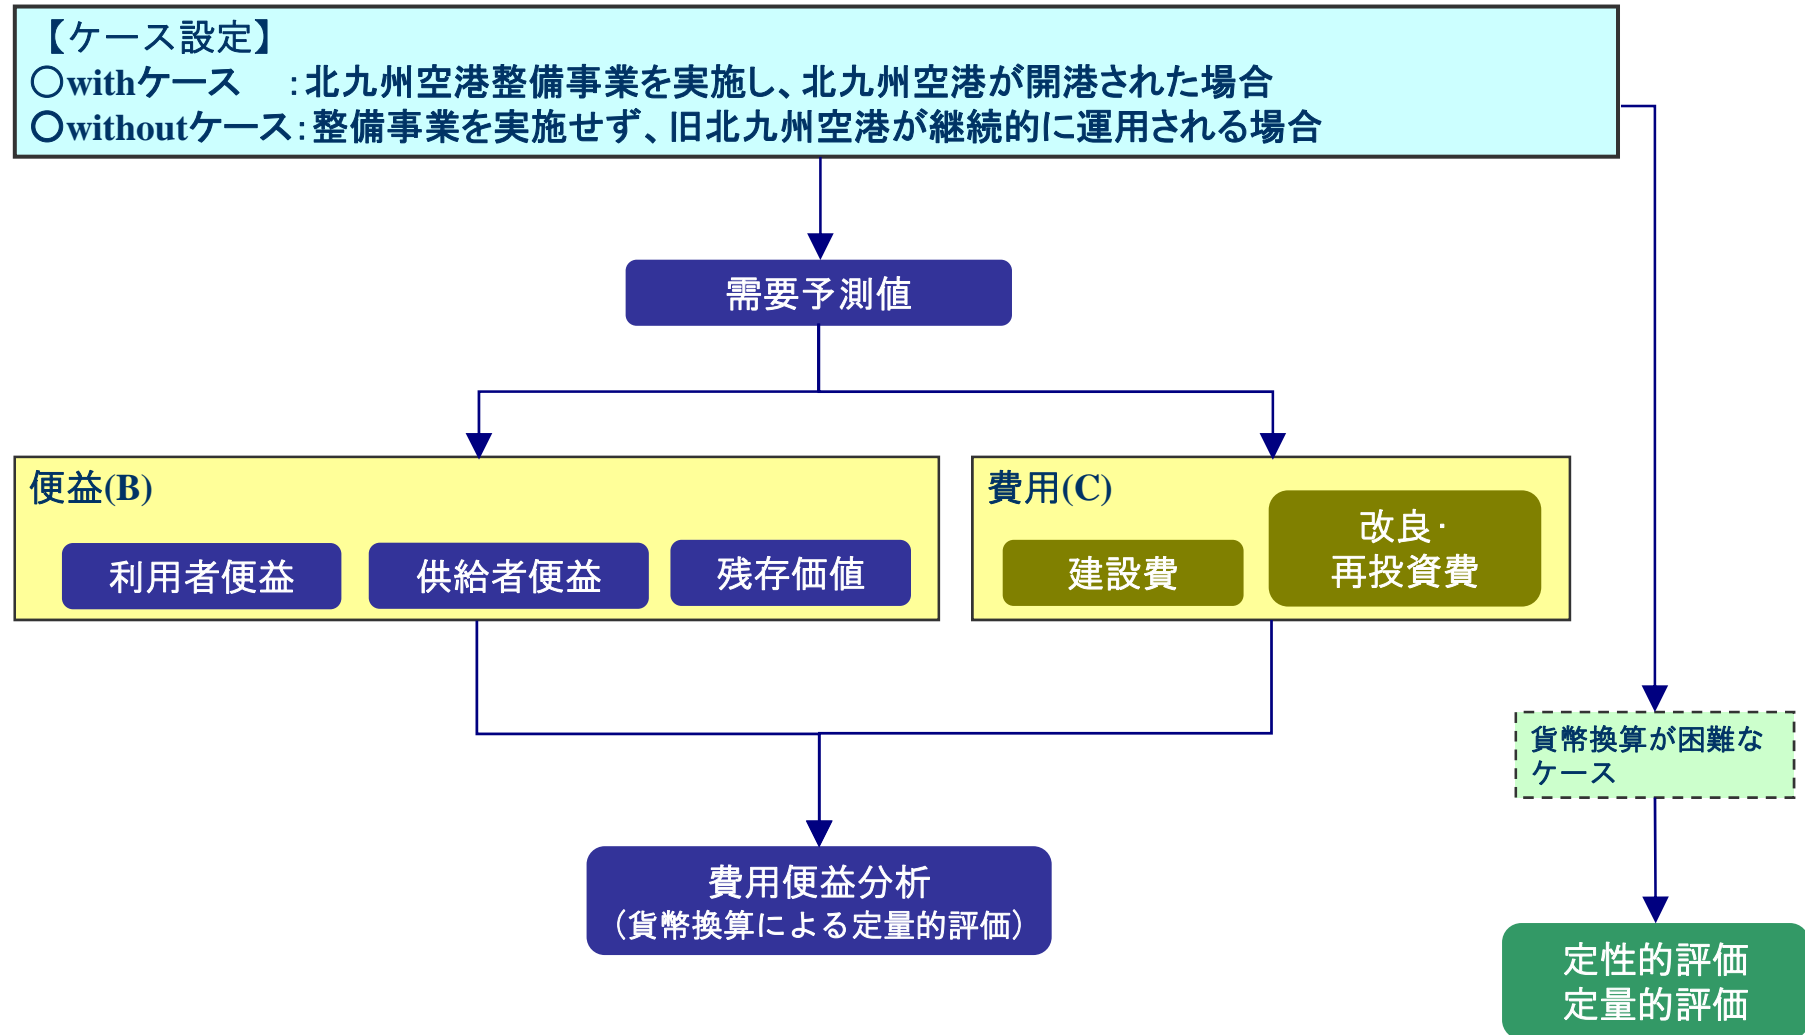 【ケース設定】
○withケース　：北九州空港整備事業を実施し、北九州空港が開港された場合
○withoutケース：整備事業を実施せず、旧北九州空港が継続的に運用される場合
需要予測値
便益(B)
利用者便益
供給者便益
残存価値
費用(C)
建設費
改良・
再投資費
貨幣換算が困難な
ケース
費用便益分析
（貨幣換算による定量的評価）
定性的評価
定量的評価